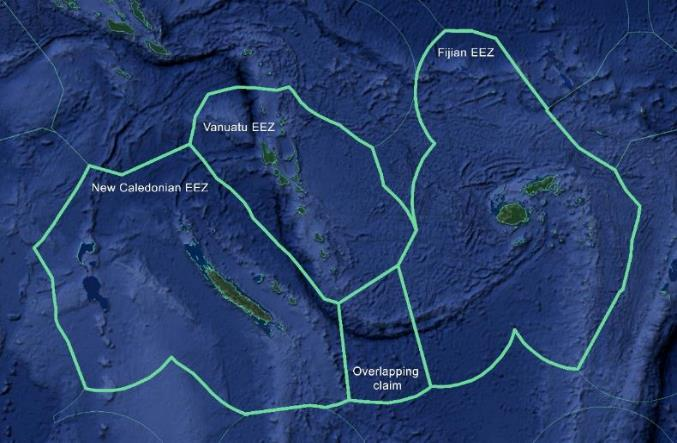 Fijian EEZ
Vanuatu EEZ
New Caledonian EEZ
Overlapping
claim